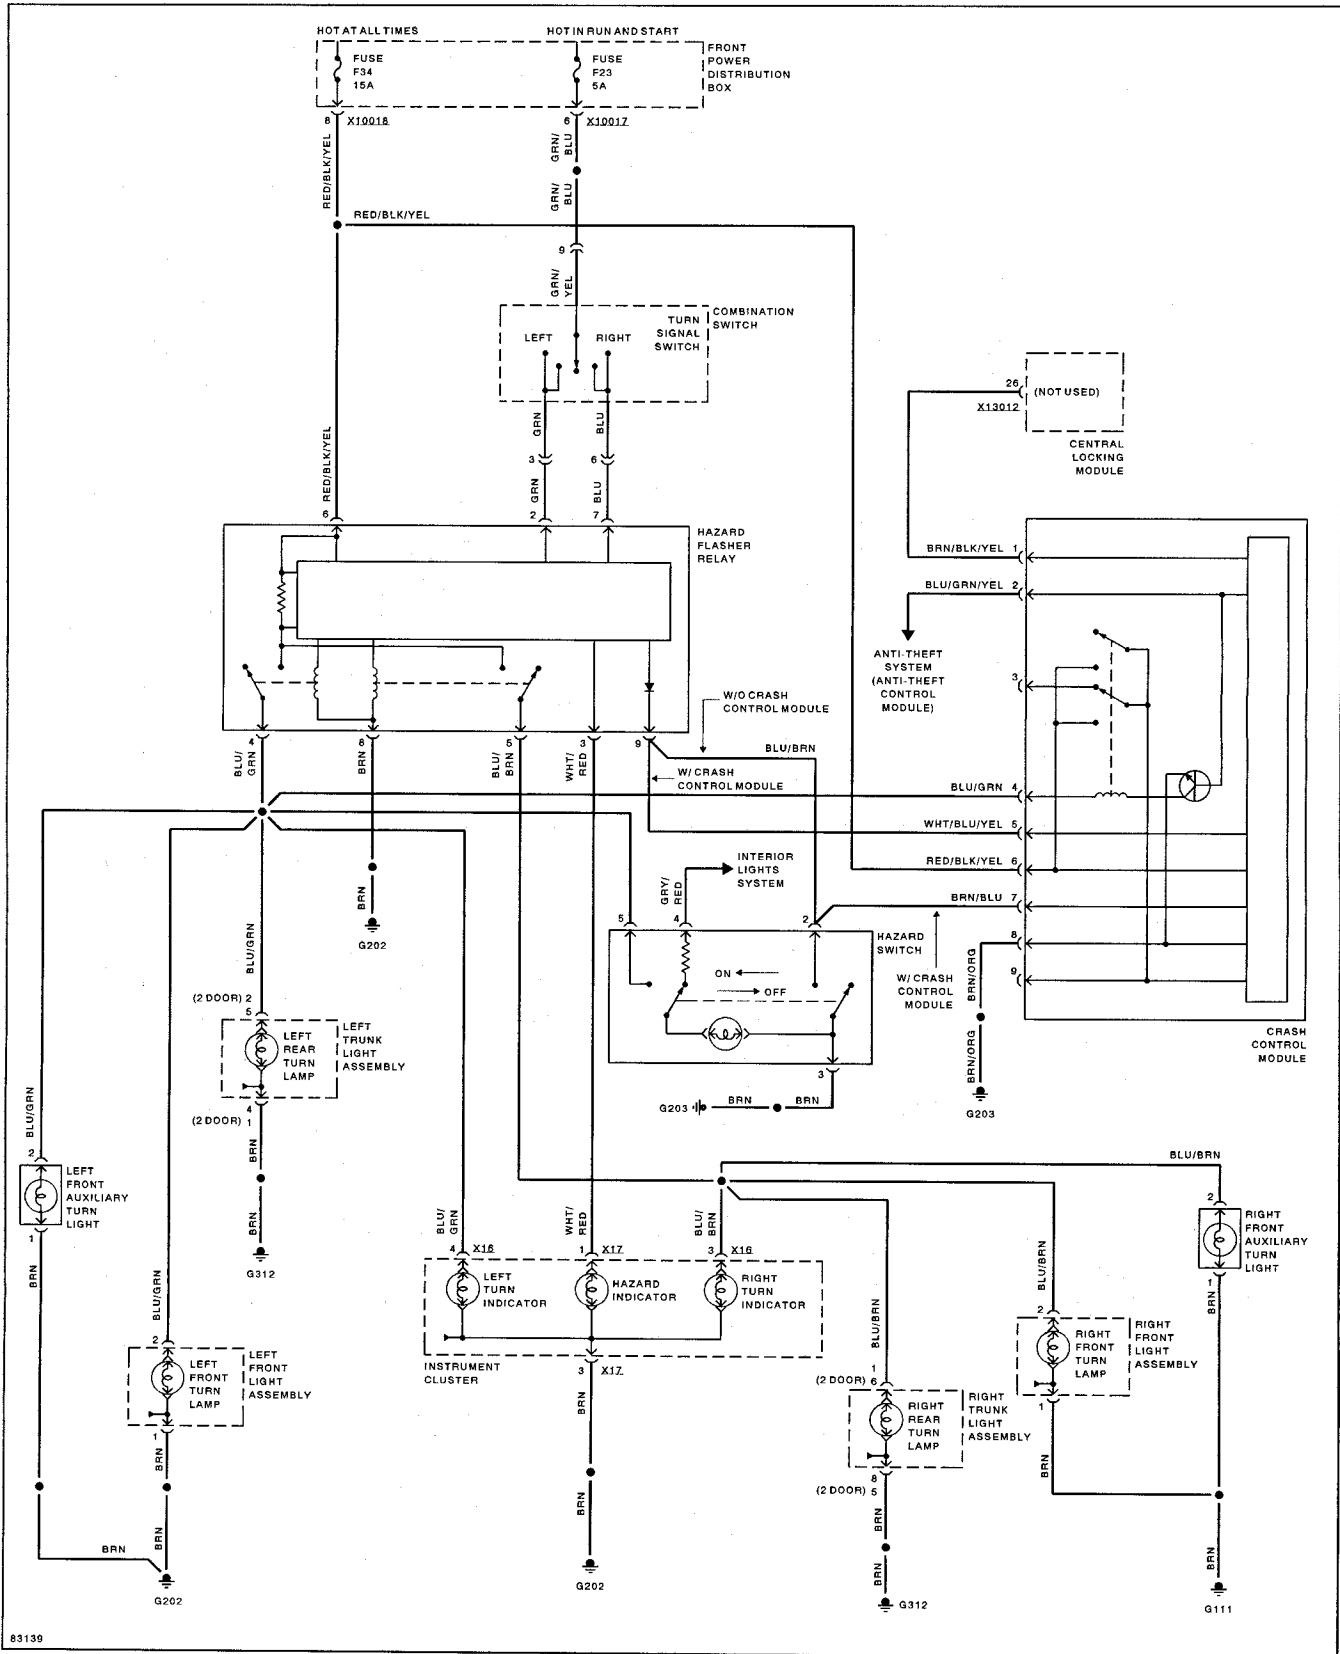 HOT AT ALL TIMES
HOT IN RUN AND START
FUSE
F34
15A
FUSE
F23
5A
FRONT
POWER
DISTRIBUTION
BOX
8 X10018
6 X10017
RED/BLK/YEL
GRN/
BLU
GRN/
BLU
RED/BLK/YEL
9
GRN/
YEL
COMBINATION
SWITCH
TURN
SIGNAL
SWITCH
LEFT
RIGHT
26
(NOT USED)
X13012
GRN
BLU
CENTRAL
LOCKING
MODULE
3
6
RED/BLK/YEL
GRN
BLU
6
2
7
HAZARD
FLASHER
RELAY
BRN/BLK/YEL 1
BLU/GRN/YEL 2
ANTI-THEFT
SYSTEM
(ANTI-THEFT
CONTROL
MODULE)
3
W/O CRASH
CONTROL MODULE
4
8
5
3
9
BLU/
GRN
BRN
BLU/
BRN
WHT/
RED
BLU/BRN
W/ CRASH
CONTROL MODULE
BLU/GRN 4
WHT/BLU/YEL 5
INTERIOR
LIGHTS
SYSTEM
RED/BLK/YEL 6
GRY/
RED
BRN
BRN/BLU 7
5
4
2
G202
HAZARD
SWITCH
8
BLU/GRN
ON
OFF
W/ CRASH
CONTROL
MODULE
BRN/ORG
9
(2 DOOR) 2
5
LEFT
REAR
TURN
LAMP
LEFT
TRUNK
LIGHT
ASSEMBLY
BRN/ORG
CRASH
CONTROL
MODULE
3
4
(2 DOOR) 1
G203
BRN
BRN
G203
BLU/GRN
BRN
2
LEFT
FRONT
AUXILIARY
TURN
LIGHT
1
BLU/BRN
2
RIGHT
FRONT
AUXILIARY
TURN
LIGHT
1
BRN
BLU/
GRN
WHT/
RED
BLU/
BRN
4 X16
1 X17
3 X16
G312
BRN
BLU/GRN
LEFT
TURN
INDICATOR
HAZARD
INDICATOR
RIGHT
TURN
INDICATOR
BLU/BRN
BRN
BLU/BRN
2
RIGHT
FRONT
TURN
LAMP
RIGHT
FRONT
LIGHT
ASSEMBLY
2
LEFT
FRONT
TURN
LAMP
LEFT
FRONT
LIGHT
ASSEMBLY
INSTRUMENT
CLUSTER
3 X17
1
(2 DOOR) 6
RIGHT
REAR
TURN
LAMP
RIGHT
TRUNK
LIGHT
ASSEMBLY
1
1
BRN
BRN
BRN
8
(2 DOOR) 5
BRN
BRN
BRN
BRN
BRN
BRN
G202
G202
G312
G111
83139